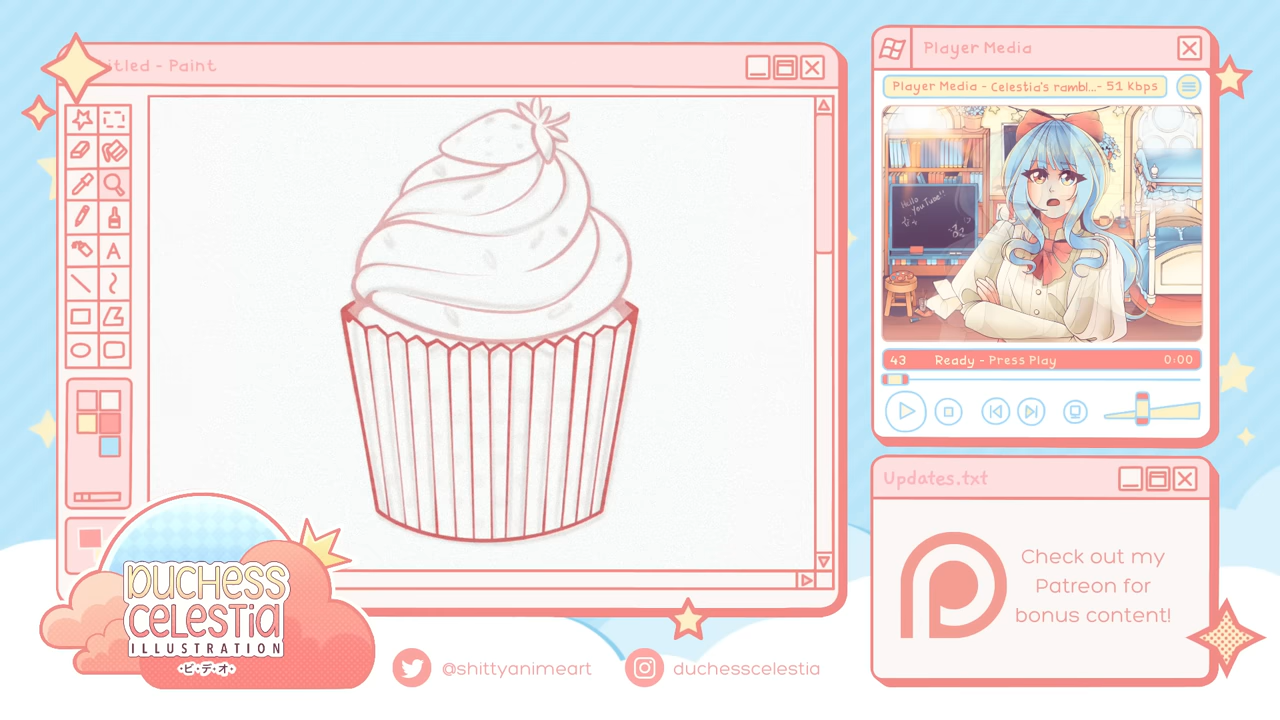 itled - Paint
A
Player Media
Player Media - Celestia's rambl...- 51 Kbps
Hello
YouTube!!
43 Ready - Press Play 0:00
Updates.txt
Check out my
Patreon for
bonus content!
DUCHESS
CELESTIA
ILLUSTRATION
・ビ・デ・オ・
@shittyanimeart duchesscelestia